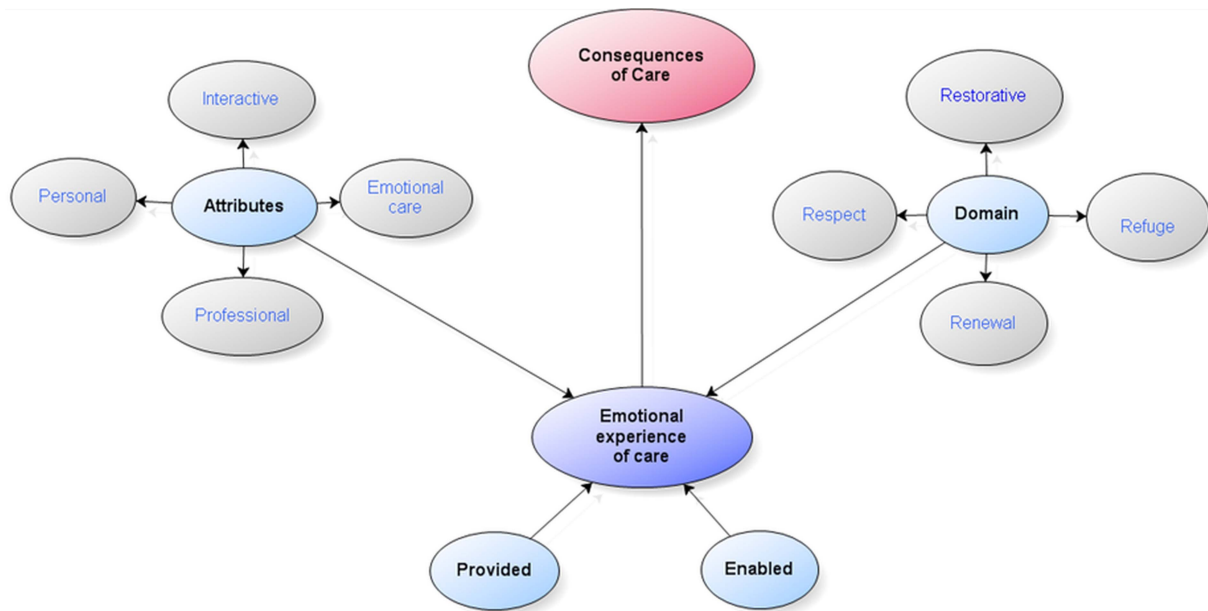 Consequences
of Care
Interactive
Restorative
Personal
Attributes
Emotional
care
Respect
Domain
Refuge
Professional
Renewal
Emotional
experience
of care
Provided
Enabled